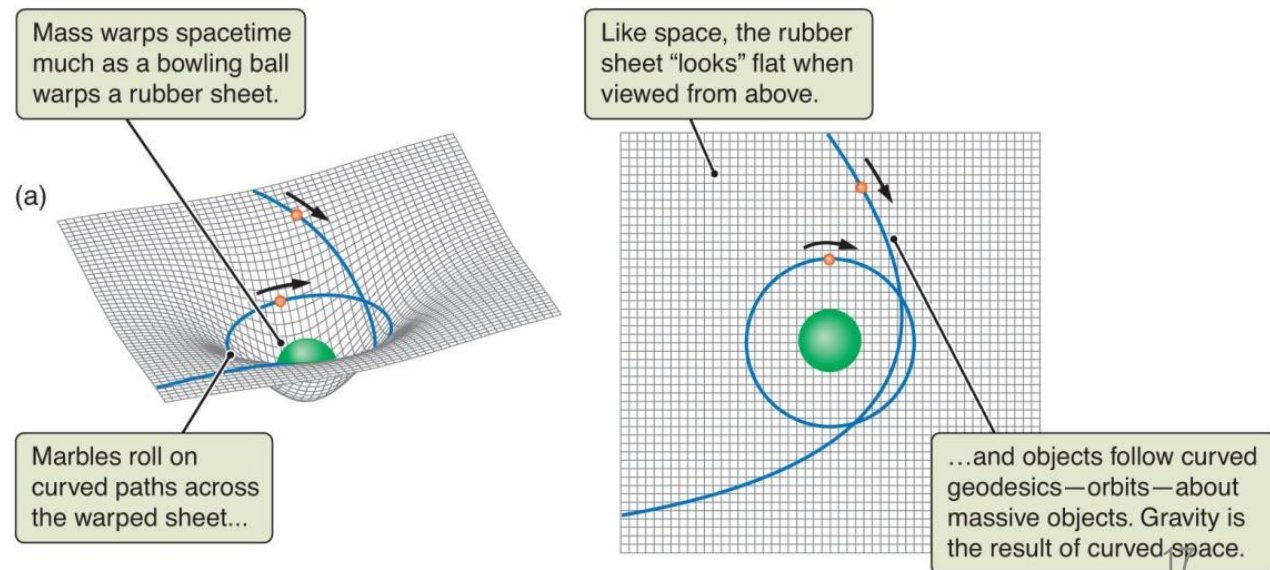 Mass warps spacetime
much as a bowling ball
warps a rubber sheet.
Like space, the rubber
sheet “looks” flat when
viewed from above.
(a)
Marbles roll on
curved paths across
the warped sheet...
...and objects follow curved
geodesics—orbits—about
massive objects. Gravity is
the result of curved space.
17